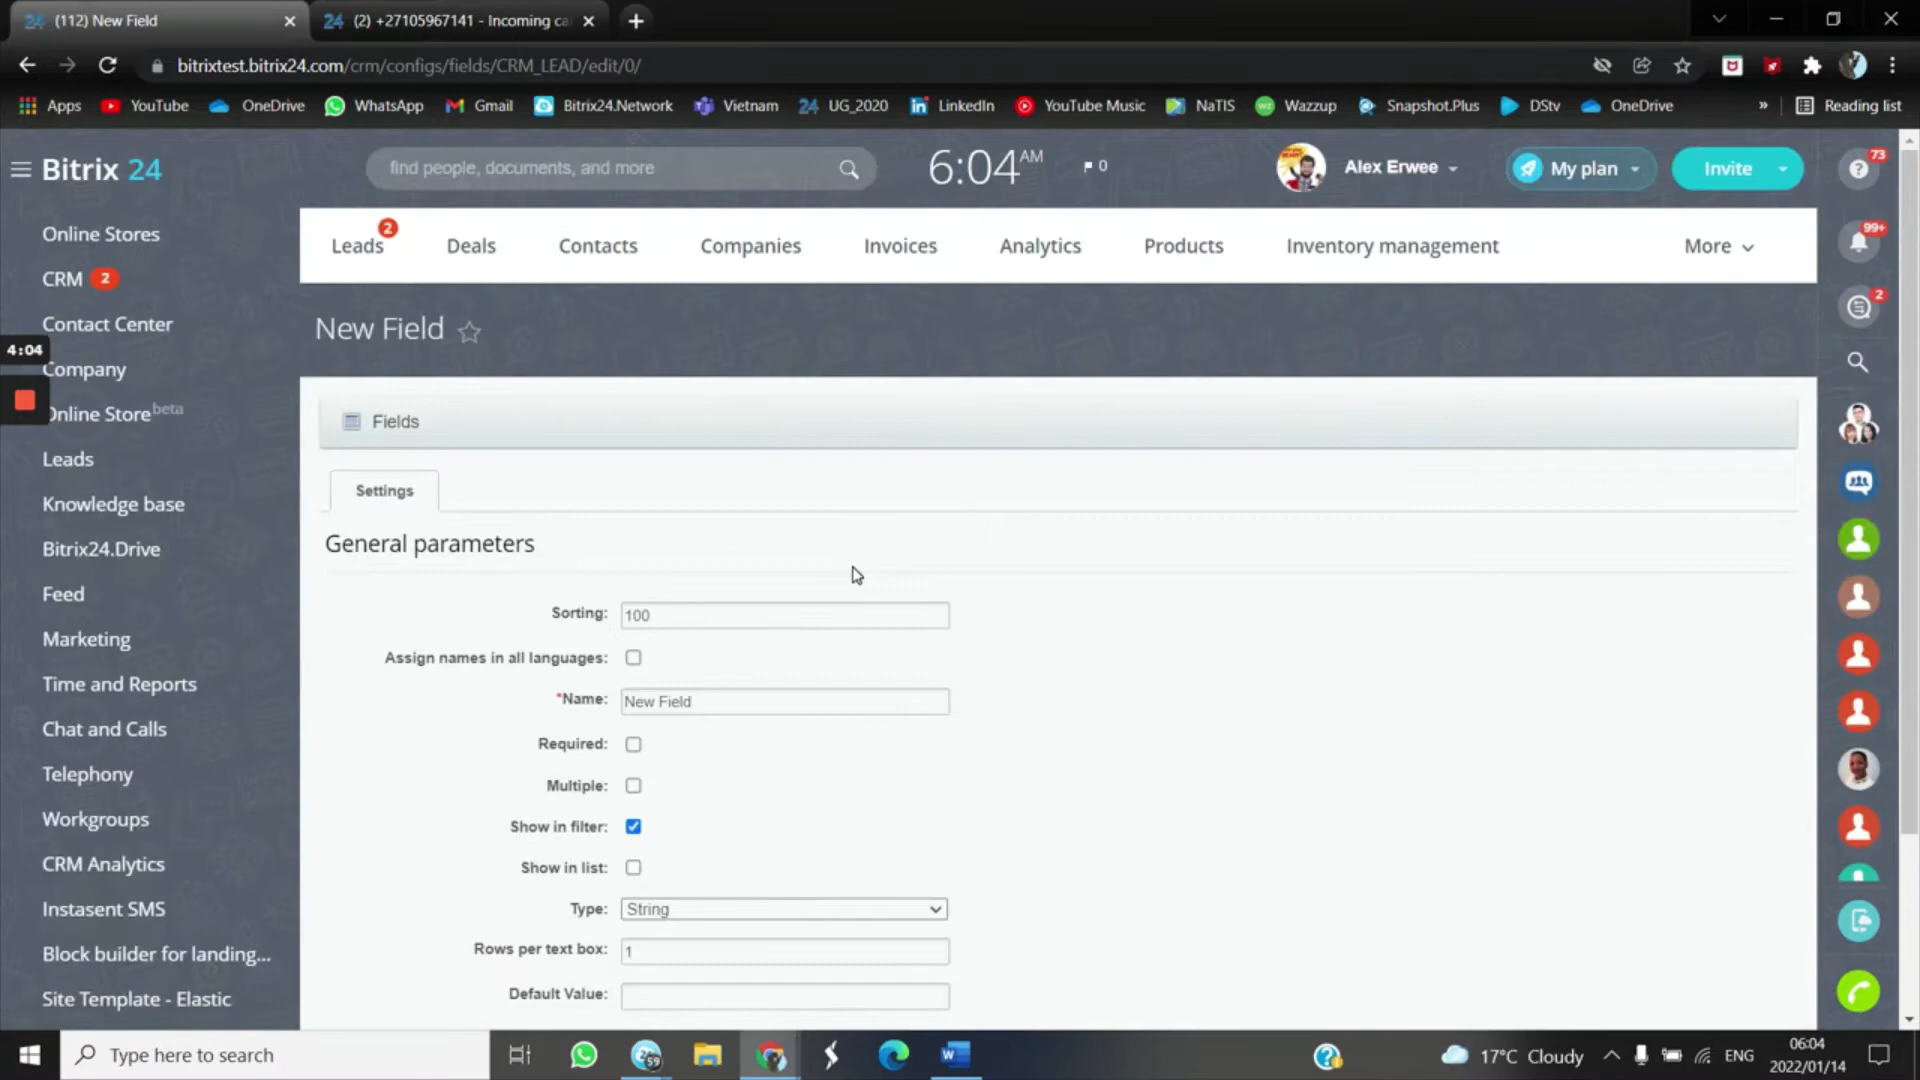 (112) New Field
(2) +27105967141 - Incoming ca
bitrixtest.bitrix24.com/crm/configs/fields/CRM_LEAD/edit/0/
Apps YouTube OneDrive WhatsApp Gmail Bitrix24.Network Vietnam UG_2020 LinkedIn YouTube Music NaTIS Wazzup Snapshot.Plus DStv OneDrive » Reading list
Bitrix 24
find people, documents, and more
6:04 AM
0
Alex Erwee
My plan
Invite
73
Online Stores
CRM 2
Contact Center
4:04
Company
Online Store beta
Leads
Knowledge base
Bitrix24.Drive
Feed
Marketing
Time and Reports
Chat and Calls
Telephony
Workgroups
CRM Analytics
Instasent SMS
Block builder for landing...
Site Template - Elastic
Leads 2 Deals Contacts Companies Invoices Analytics Products Inventory management More
99+
2
New Field
Fields
Settings
General parameters
Sorting: 100
Assign names in all languages:
*Name: New Field
Required:
Multiple:
Show in filter:
Show in list:
Type: String
Rows per text box: 1
Default Value:
Type here to search
59
17°C Cloudy
ENG
06:04
2022/01/14